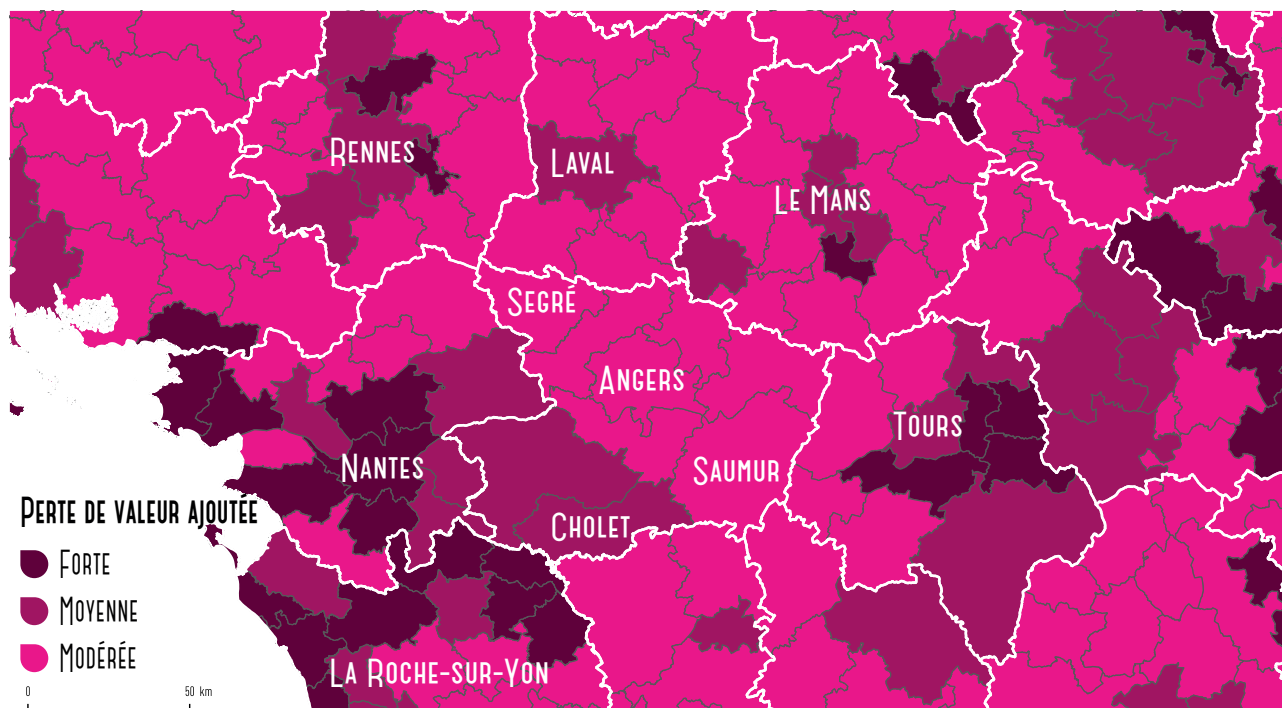 Rennes
Laval
Le Mans
Segré
Angers
Tours
Nantes
Saumur
Cholet
La Roche-sur-Yon
Perte de valeur ajoutée
Forte
Moyenne
Modérée
0 50 km